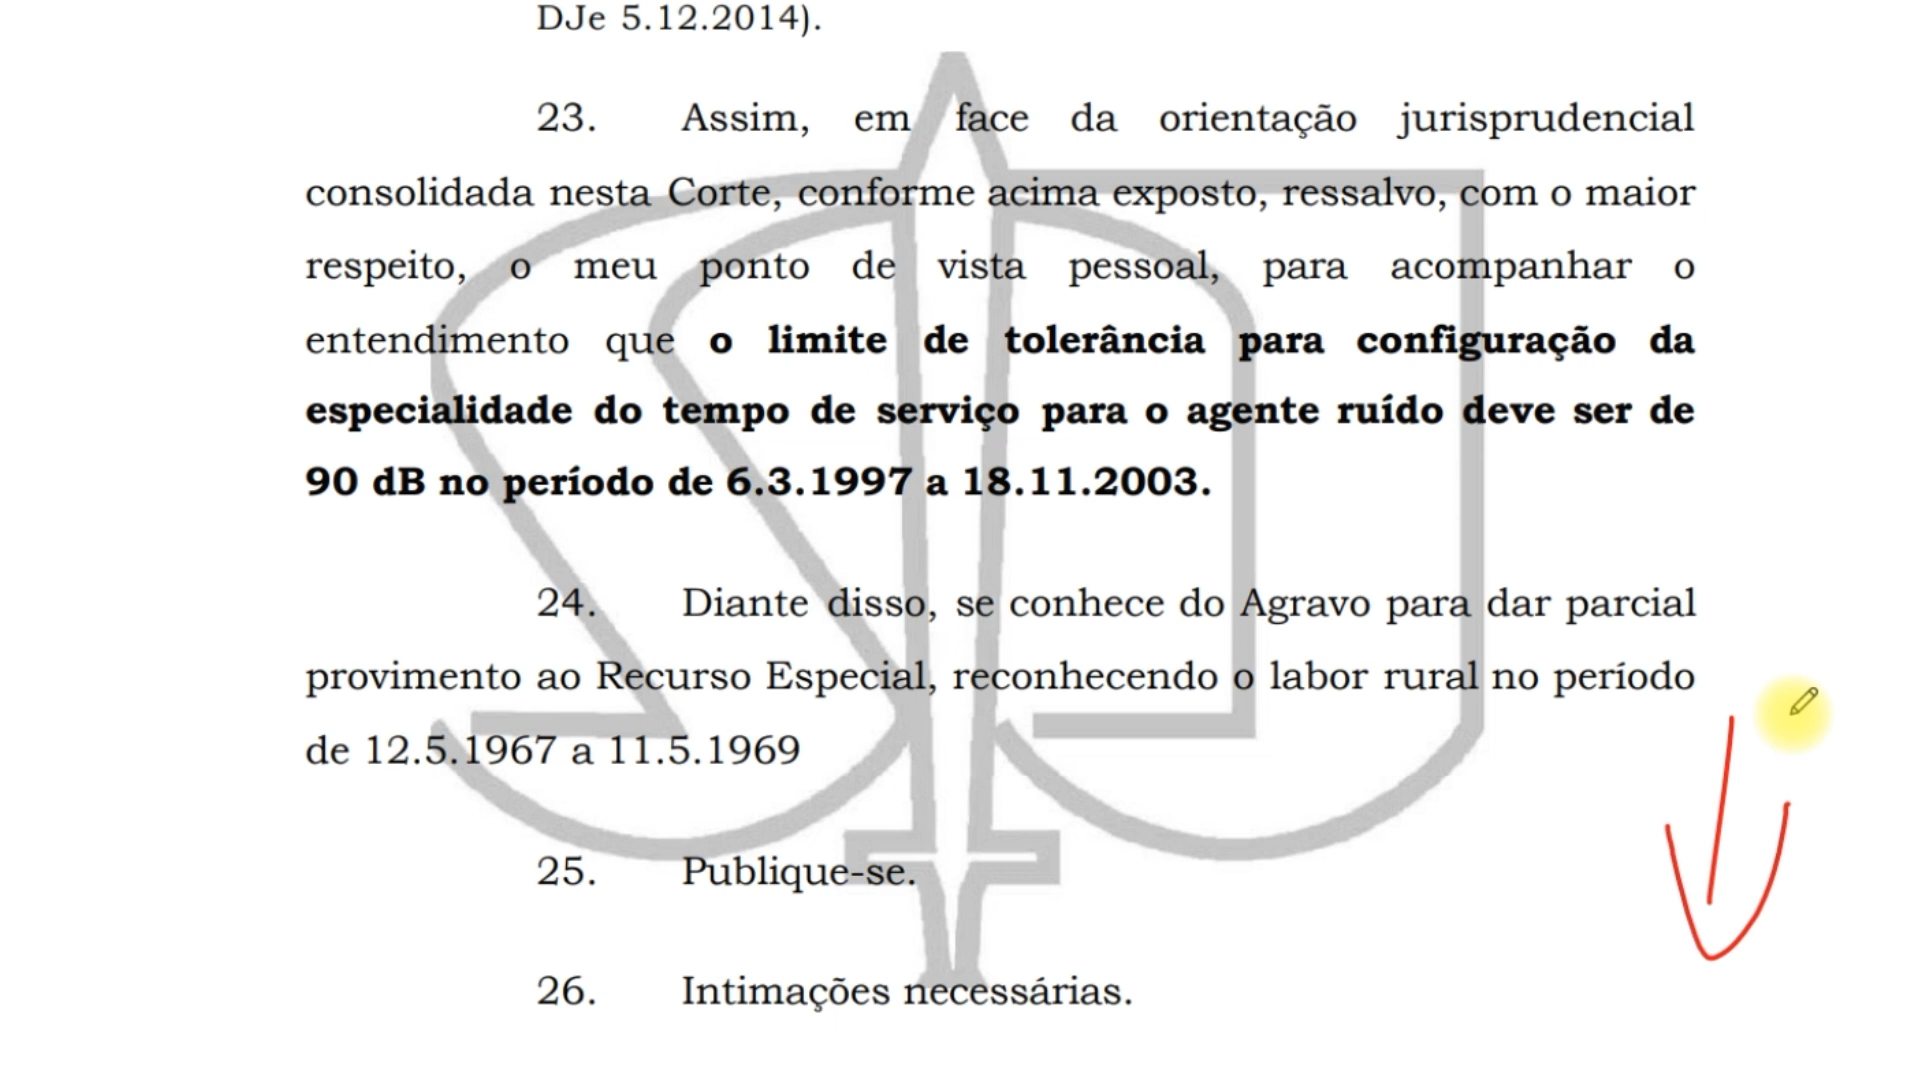 DJe 5.12.2014).
23. Assim, em face da orientação jurisprudencial
consolidada nesta Corte, conforme acima exposto, ressalvo, com o maior
respeito, o meu ponto de vista pessoal, para acompanhar o
entendimento que o limite de tolerância para configuração da
especialidade do tempo de serviço para o agente ruído deve ser de
90 dB no período de 6.3.1997 a 18.11.2003.
24. Diante disso, se conhece do Agravo para dar parcial
provimento ao Recurso Especial, reconhecendo o labor rural no período
de 12.5.1967 a 11.5.1969
25. Publique-se.
26. Intimações necessárias.